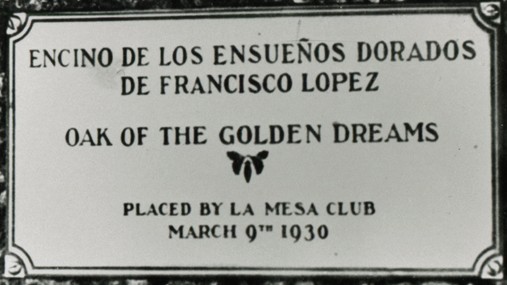 ENCINO DE LOS ENSUEÑOS DORADOS
DE FRANCISCO LOPEZ
OAK OF THE GOLDEN DREAMS
PLACED BY LA MESA CLUB
MARCH 9TH 1930